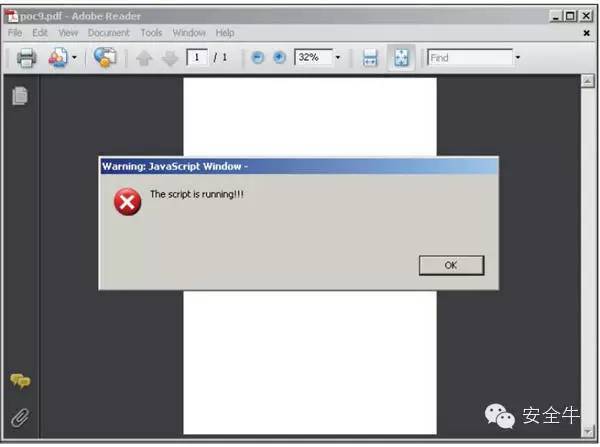 poc9.pdf - Adobe Reader
File Edit View Document Tools Window Help
1 / 1 32% Find
Warning: JavaScript Window -
The script is running!!!
OK
安全牛